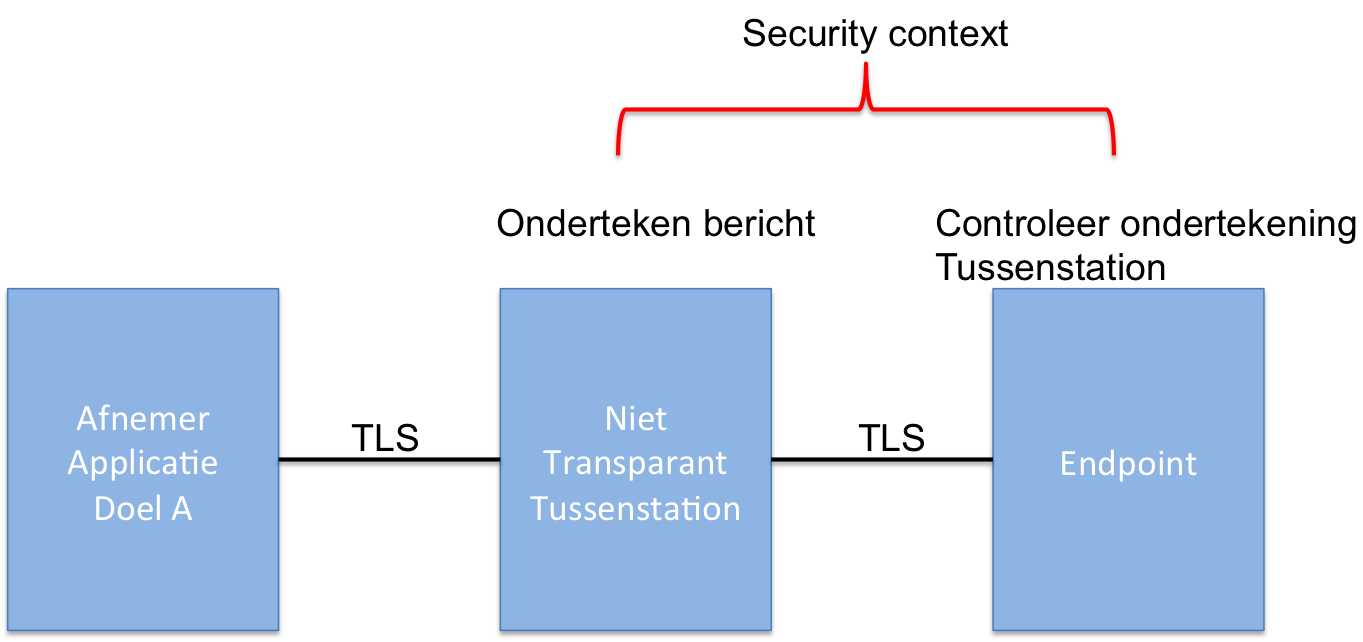 Security context
Onderteken bericht
Controleer ondertekening
Tussenstation
Afnemer
Applicatie
Doel A
TLS
Niet
Transparant
Tussenstation
TLS
Endpoint